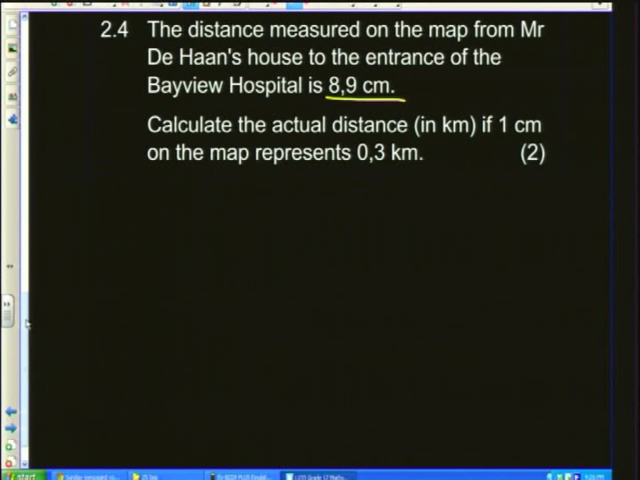 2.4 The distance measured on the map from Mr
De Haan's house to the entrance of the
Bayview Hospital is 8,9 cm.
Calculate the actual distance (in km) if 1 cm
on the map represents 0,3 km. (2)
start